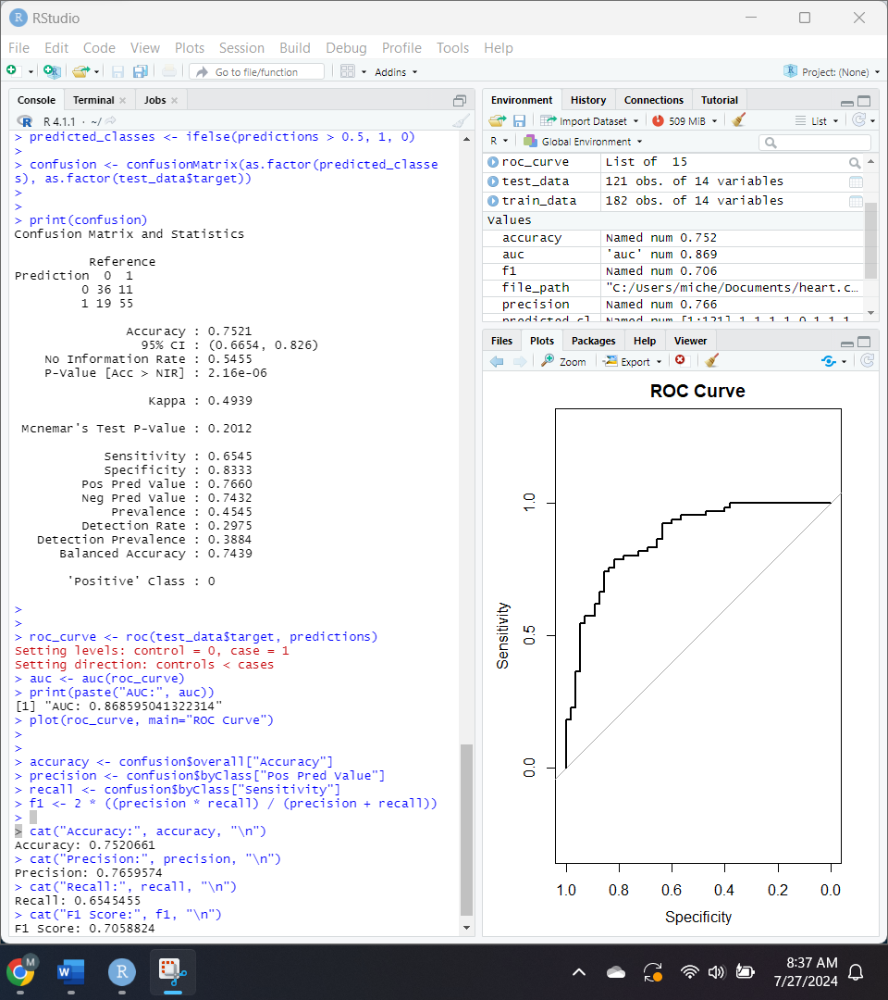 RStudio
File Edit Code View Plots Session Build Debug Profile Tools Help
Go to file/function Addins Project: (None)
Console Terminal Jobs
R 4.1.1 · ~/
> predicted_classes <- ifelse(predictions > 0.5, 1, 0)
>
> confusion <- confusionMatrix(as.factor(predicted_classe
s), as.factor(test_data$target))
>
>
> print(confusion)
Confusion Matrix and Statistics
Reference
Prediction 0 1
0 36 11
1 19 55
Accuracy : 0.7521
95% CI : (0.6654, 0.826)
No Information Rate : 0.5455
P-Value [Acc > NIR] : 2.16e-06
Kappa : 0.4939
Mcnemar's Test P-Value : 0.2012
Sensitivity : 0.6545
Specificity : 0.8333
Pos Pred Value : 0.7660
Neg Pred Value : 0.7432
Prevalence : 0.4545
Detection Rate : 0.2975
Detection Prevalence : 0.3884
Balanced Accuracy : 0.7439
'Positive' Class : 0
>
>
> roc_curve <- roc(test_data$target, predictions)
Setting levels: control = 0, case = 1
Setting direction: controls < cases
> auc <- auc(roc_curve)
> print(paste("AUC:", auc))
[1] "AUC: 0.868595041322314"
> plot(roc_curve, main="ROC Curve")
>
>
> accuracy <- confusion$overall["Accuracy"]
> precision <- confusion$byClass["Pos Pred Value"]
> recall <- confusion$byClass["Sensitivity"]
> f1 <- 2 * ((precision * recall) / (precision + recall))
>
> cat("Accuracy:", accuracy, "\n")
Accuracy: 0.7520661
> cat("Precision:", precision, "\n")
Precision: 0.7659574
> cat("Recall:", recall, "\n")
Recall: 0.6545455
> cat("F1 Score:", f1, "\n")
F1 Score: 0.7058824
Environment History Connections Tutorial
Import Dataset 509 MiB List
R Global Environment
roc_curve List of 15
test_data 121 obs. of 14 variables
train_data 182 obs. of 14 variables
Values
accuracy Named num 0.752
auc 'auc' num 0.869
f1 Named num 0.706
file_path "C:/Users/miche/Documents/heart.c…
precision Named num 0.766
predicted_cl Named num [1:121] 1 1 1 1 0 1 1 1
Files Plots Packages Help Viewer
Zoom Export
ROC Curve
Sensitivity
1.0
0.5
0.0
1.0 0.8 0.6 0.4 0.2 0.0
Specificity
8:37 AM
7/27/2024